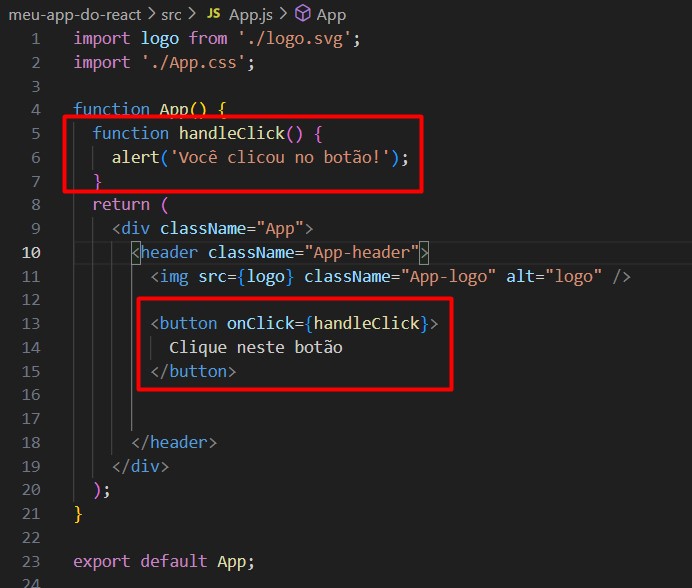 meu-app-do-react > src > JS App.js > App
1 import logo from './logo.svg';
2 import './App.css';
3
4 function App() {
5   function handleClick() {
6     alert('Você clicou no botão!');
7   }
8   return (
9     <div className="App">
10       <header className="App-header">
11         <img src={logo} className="App-logo" alt="logo" />
12
13         <button onClick={handleClick}>
14           Clique neste botão
15         </button>
16
17
18       </header>
19     </div>
20   );
21 }
22
23 export default App;
24